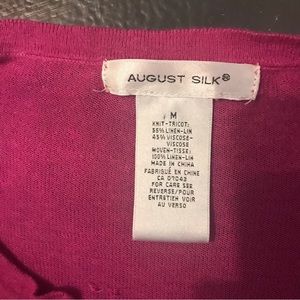 AUGUST SILK®
M
KNIT-TRICOT:
55% LINEN-LIN
45% VISCOSE-
VISCOSE
WOVEN-TISSE:
100% LINEN-LIN
MADE IN CHINA
FABRIQUÉ EN CHINE
CA 07043
FOR CARE SEE
REVERSE/POUR
ENTRETIEN VOIR
AU VERSO